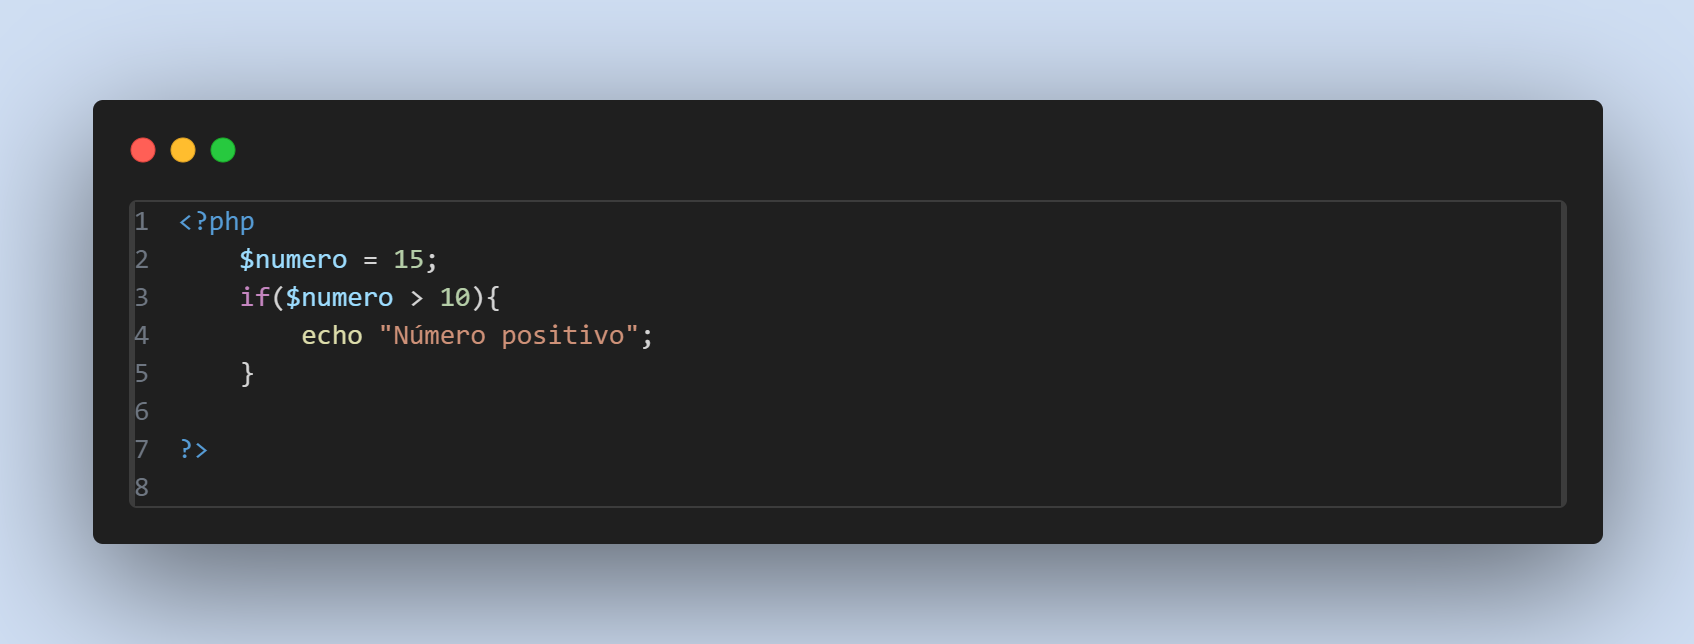 1 <?php
2     $numero = 15;
3     if($numero > 10){
4         echo "Número positivo";
5     }
6
7 ?>
8